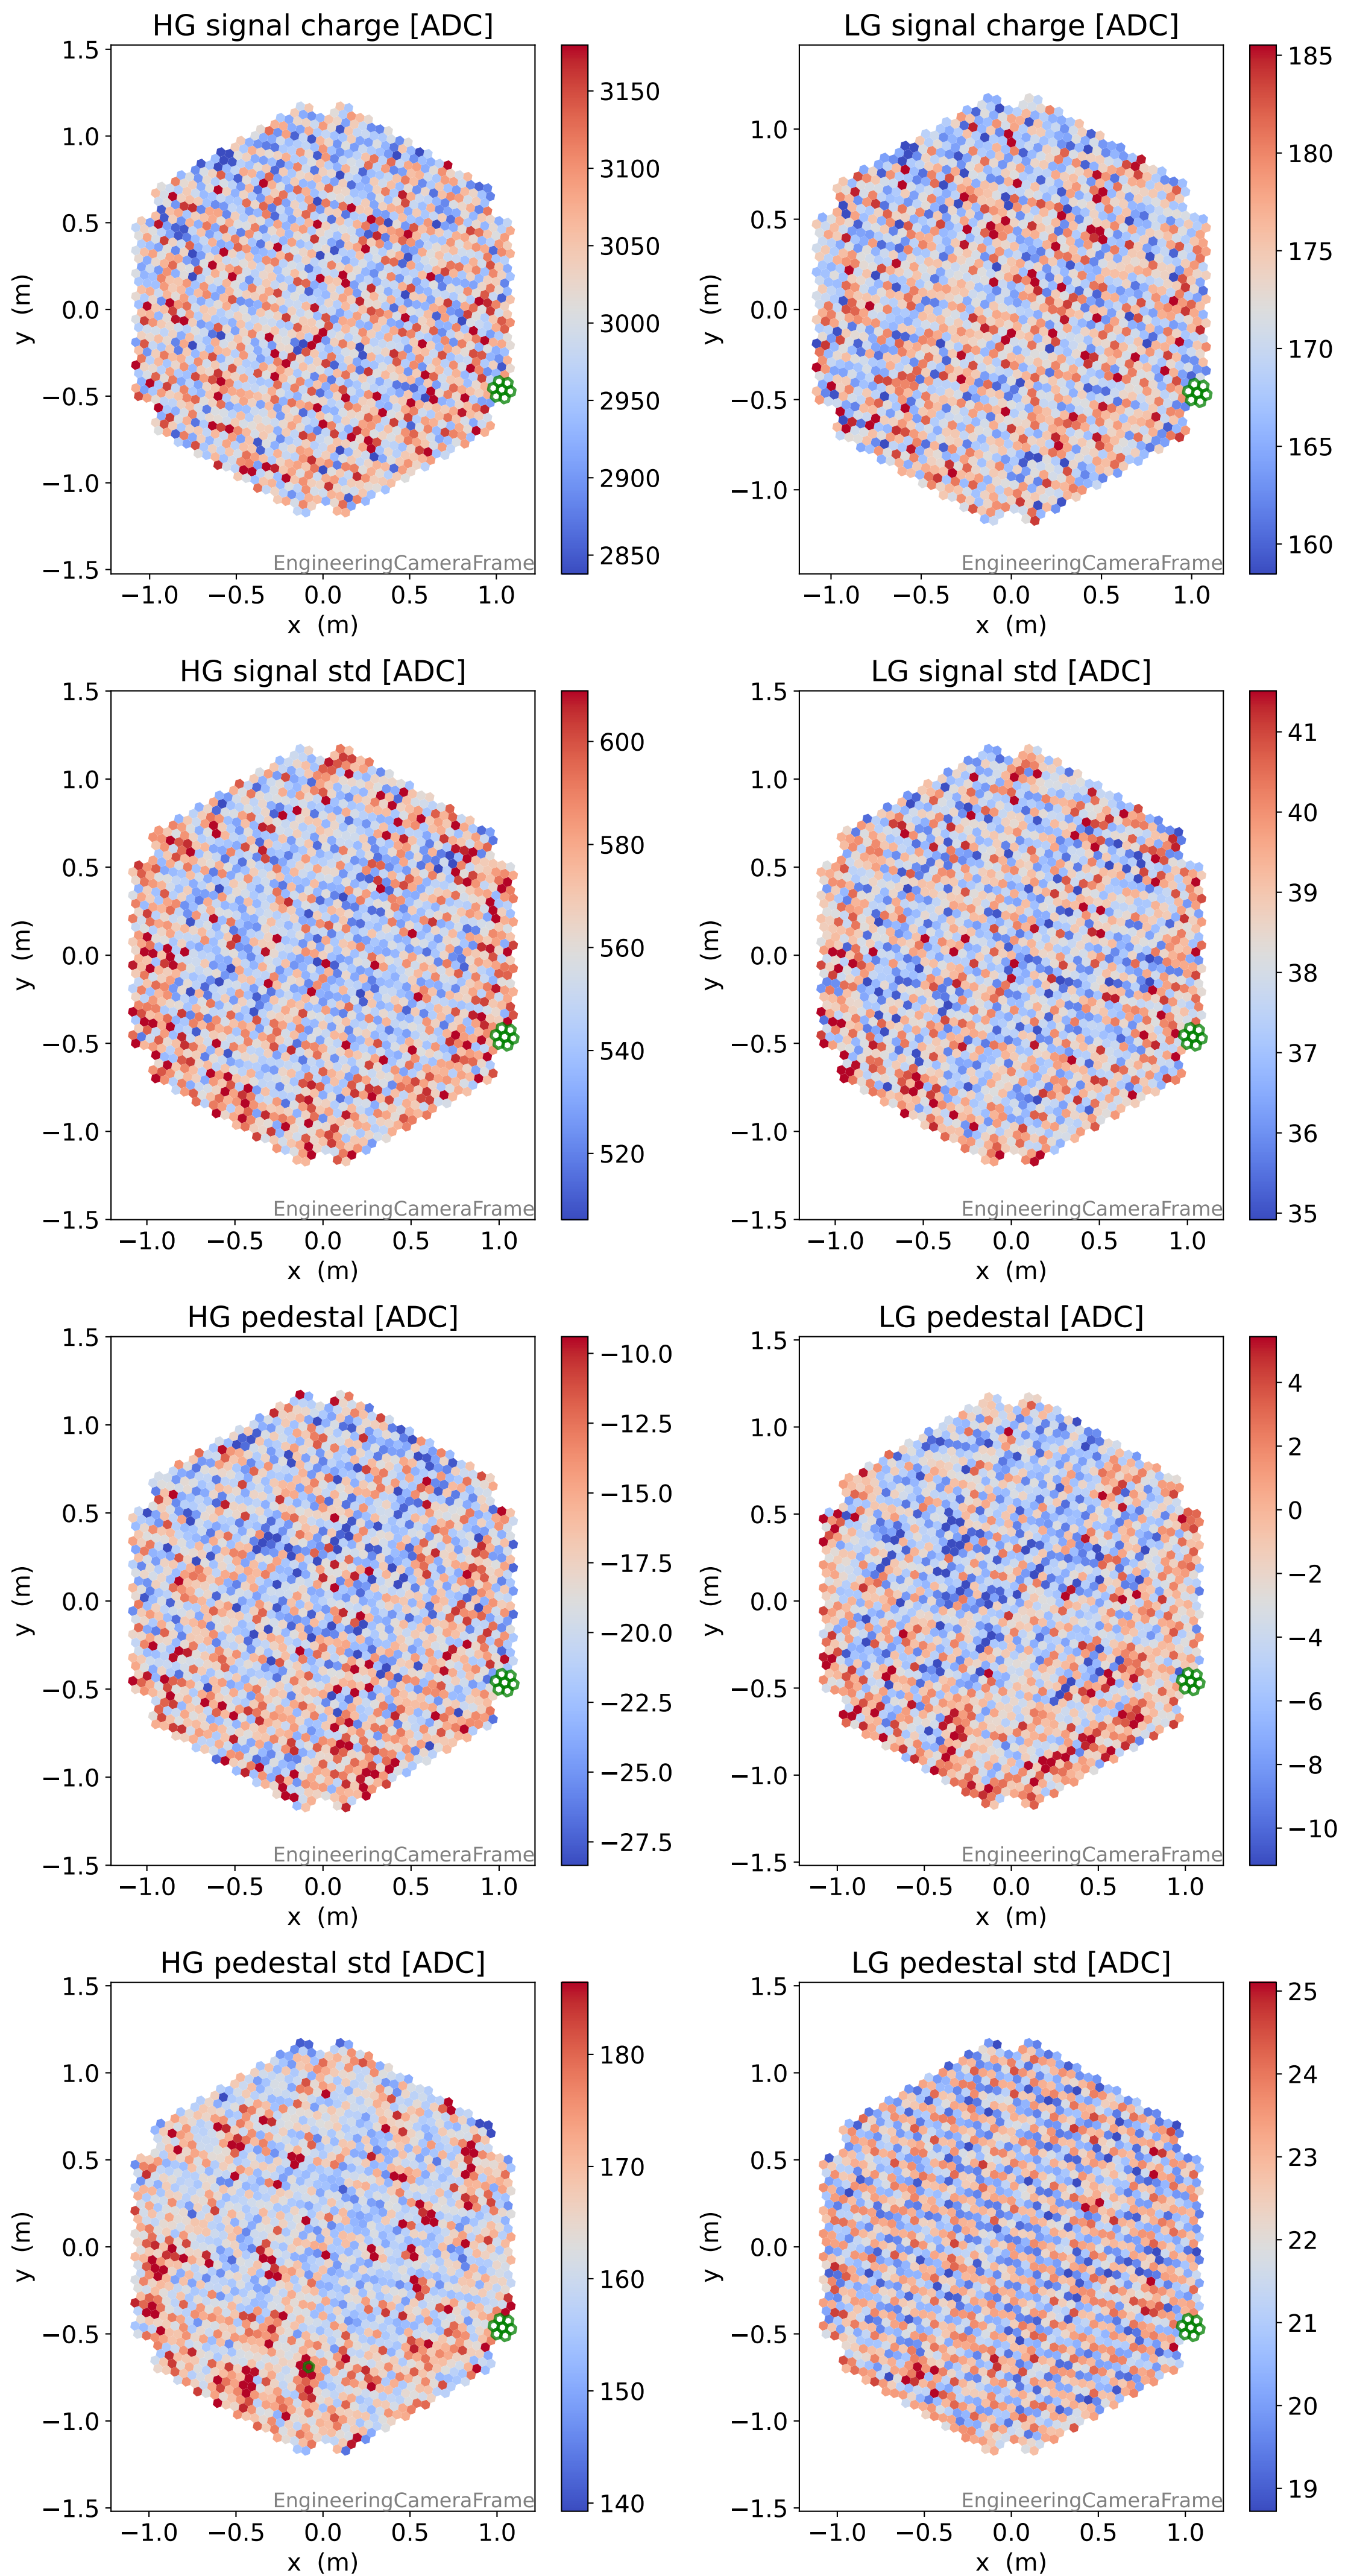 HG signal charge [ADC]
1.5
1.0
0.5
0.0
−0.5
−1.0
−1.5
y (m)
−1.0 −0.5 0.0 0.5 1.0
x (m)
EngineeringCameraFrame
3150
3100
3050
3000
2950
2900
2850
LG signal charge [ADC]
1.0
0.5
0.0
−0.5
−1.0
y (m)
−1.0 −0.5 0.0 0.5 1.0
x (m)
EngineeringCameraFrame
185
180
175
170
165
160
HG signal std [ADC]
1.5
1.0
0.5
0.0
−0.5
−1.0
−1.5
y (m)
−1.0 −0.5 0.0 0.5 1.0
x (m)
EngineeringCameraFrame
600
580
560
540
520
LG signal std [ADC]
1.5
1.0
0.5
0.0
−0.5
−1.0
−1.5
y (m)
−1.0 −0.5 0.0 0.5 1.0
x (m)
EngineeringCameraFrame
41
40
39
38
37
36
35
HG pedestal [ADC]
1.5
1.0
0.5
0.0
−0.5
−1.0
−1.5
y (m)
−1.0 −0.5 0.0 0.5 1.0
x (m)
EngineeringCameraFrame
−10.0
−12.5
−15.0
−17.5
−20.0
−22.5
−25.0
−27.5
LG pedestal [ADC]
1.5
1.0
0.5
0.0
−0.5
−1.0
−1.5
y (m)
−1.0 −0.5 0.0 0.5 1.0
x (m)
EngineeringCameraFrame
4
2
0
−2
−4
−6
−8
−10
HG pedestal std [ADC]
1.5
1.0
0.5
0.0
−0.5
−1.0
−1.5
y (m)
−1.0 −0.5 0.0 0.5 1.0
x (m)
EngineeringCameraFrame
180
170
160
150
140
LG pedestal std [ADC]
1.5
1.0
0.5
0.0
−0.5
−1.0
−1.5
y (m)
−1.0 −0.5 0.0 0.5 1.0
x (m)
EngineeringCameraFrame
25
24
23
22
21
20
19